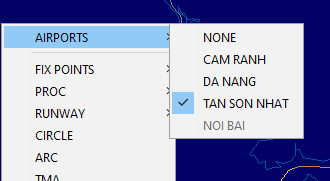 AIRPORTS
FIX POINTS
PROC
RUNWAY
CIRCLE
ARC
TMA
NONE
CAM RANH
DA NANG
TAN SON NHAT
NOI BAI